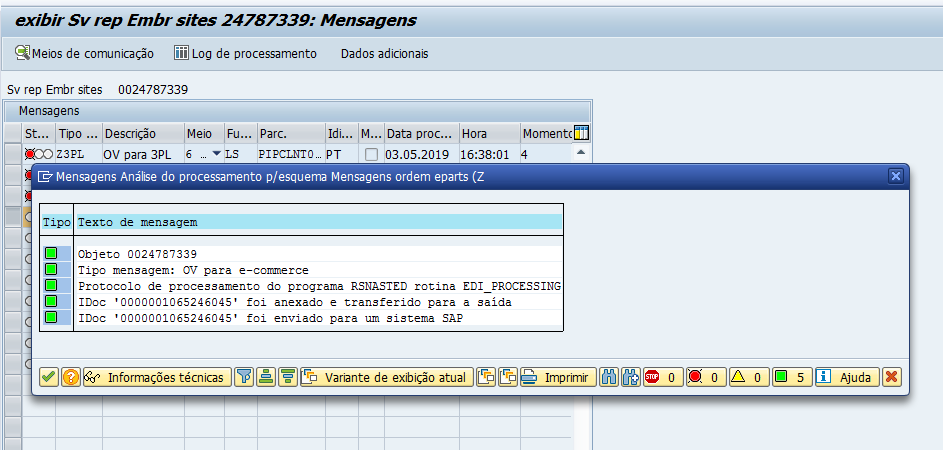 exibir Sv rep Embr sites 24787339: Mensagens
Meios de comunicação Log de processamento Dados adicionais
Sv rep Embr sites 0024787339
Mensagens
St... Tipo ... Descrição Meio Fu... Parc. Idi... M... Data proc... Hora Momento
Z3PL OV para 3PL 6 ... LS PIPCLNT0... PT 03.05.2019 16:38:01 4
Mensagens Análise do processamento p/esquema Mensagens ordem eparts (Z
Tipo Texto de mensagem
Objeto 0024787339
Tipo mensagem: OV para e-commerce
Protocolo de processamento do programa RSNASTED rotina EDI_PROCESSING
IDoc '0000001065246045' foi anexado e transferido para a saída
IDoc '0000001065246045' foi enviado para um sistema SAP
Informações técnicas Variante de exibição atual Imprimir STOP 0 0 0 5 Ajuda